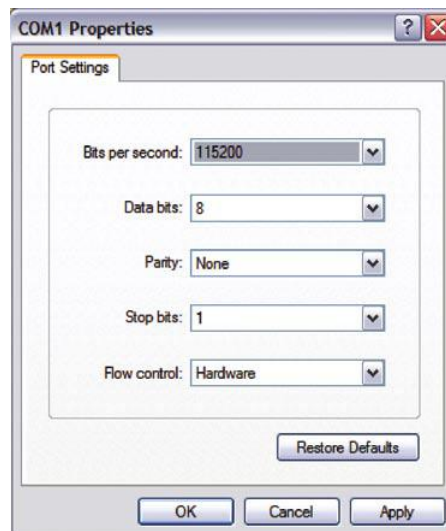 COM1 Properties
Port Settings
Bits per second: 115200
Data bits: 8
Parity: None
Stop bits: 1
Flow control: Hardware
Restore Defaults
OK Cancel Apply